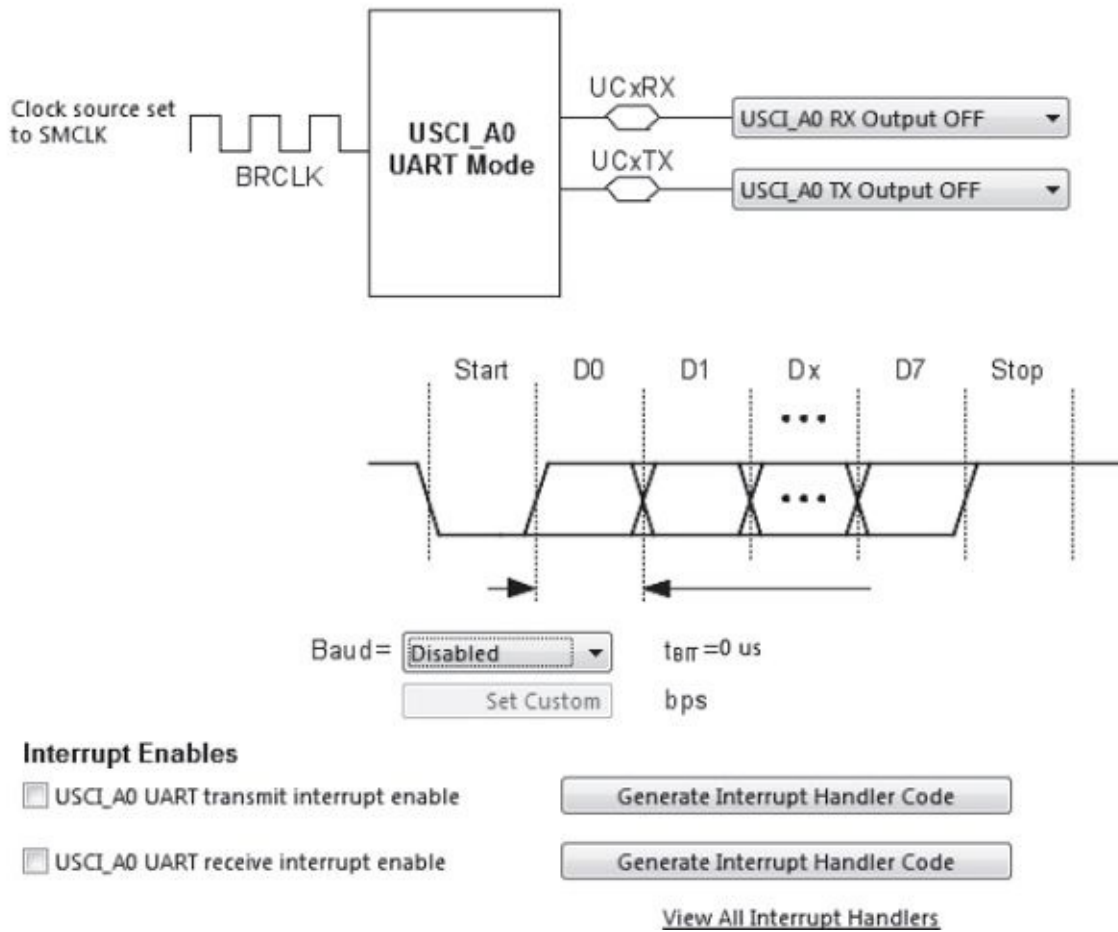 Clock source set
to SMCLK
BRCLK
USCI_A0
UART Mode
UCxRX
USCI_A0 RX Output OFF
UCxTX
USCI_A0 TX Output OFF
Start D0 D1 Dx D7 Stop
Baud= Disabled tBIT=0 us
Set Custom bps
Interrupt Enables
USCI_A0 UART transmit interrupt enable Generate Interrupt Handler Code
USCI_A0 UART receive interrupt enable Generate Interrupt Handler Code
View All Interrupt Handlers